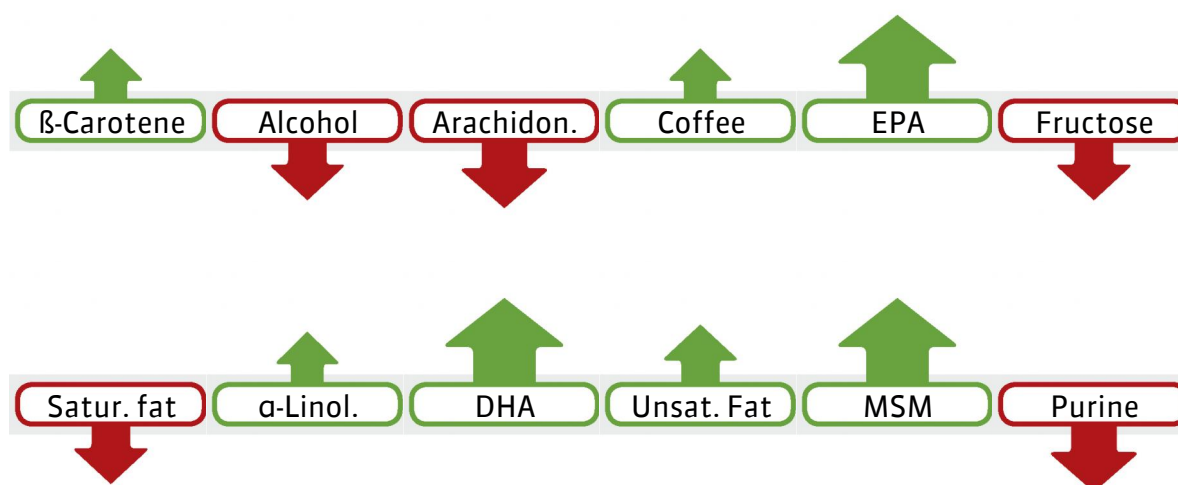 ß-Carotene Alcohol Arachidon. Coffee EPA Fructose
Satur. fat α-Linol. DHA Unsat. Fat MSM Purine